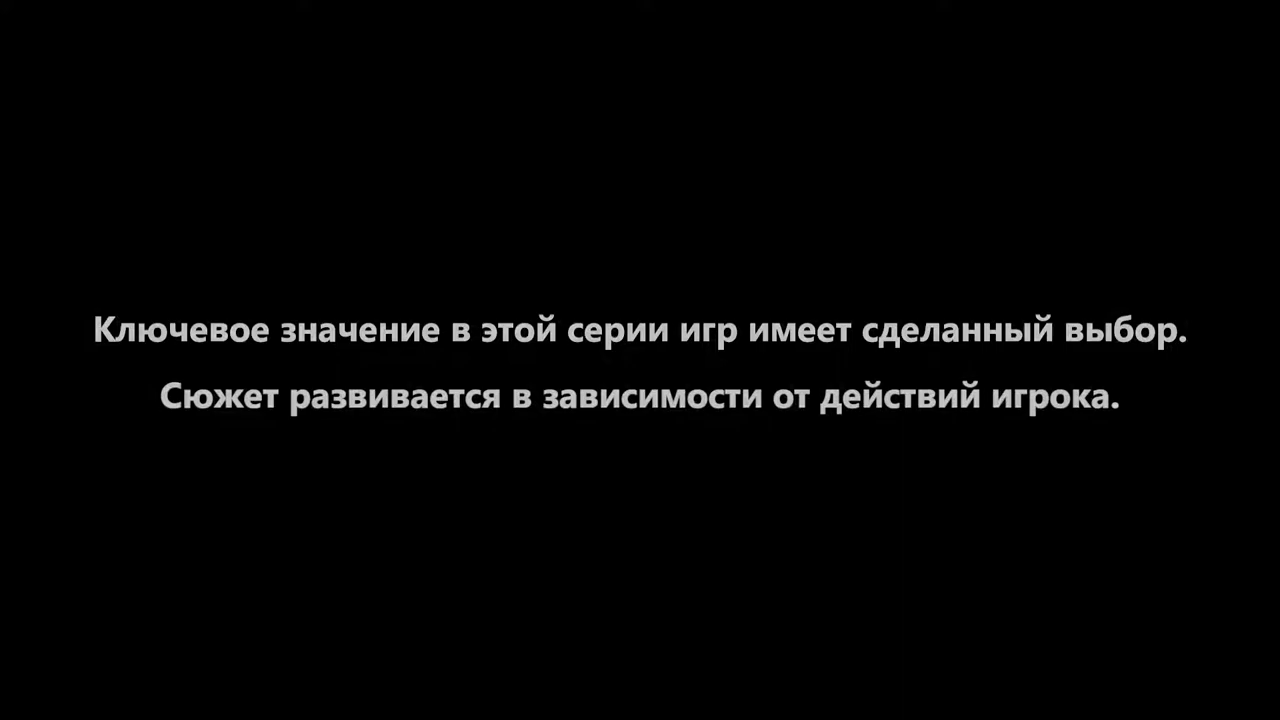 Ключевое значение в этой серии игр имеет сделанный выбор.
Сюжет развивается в зависимости от действий игрока.